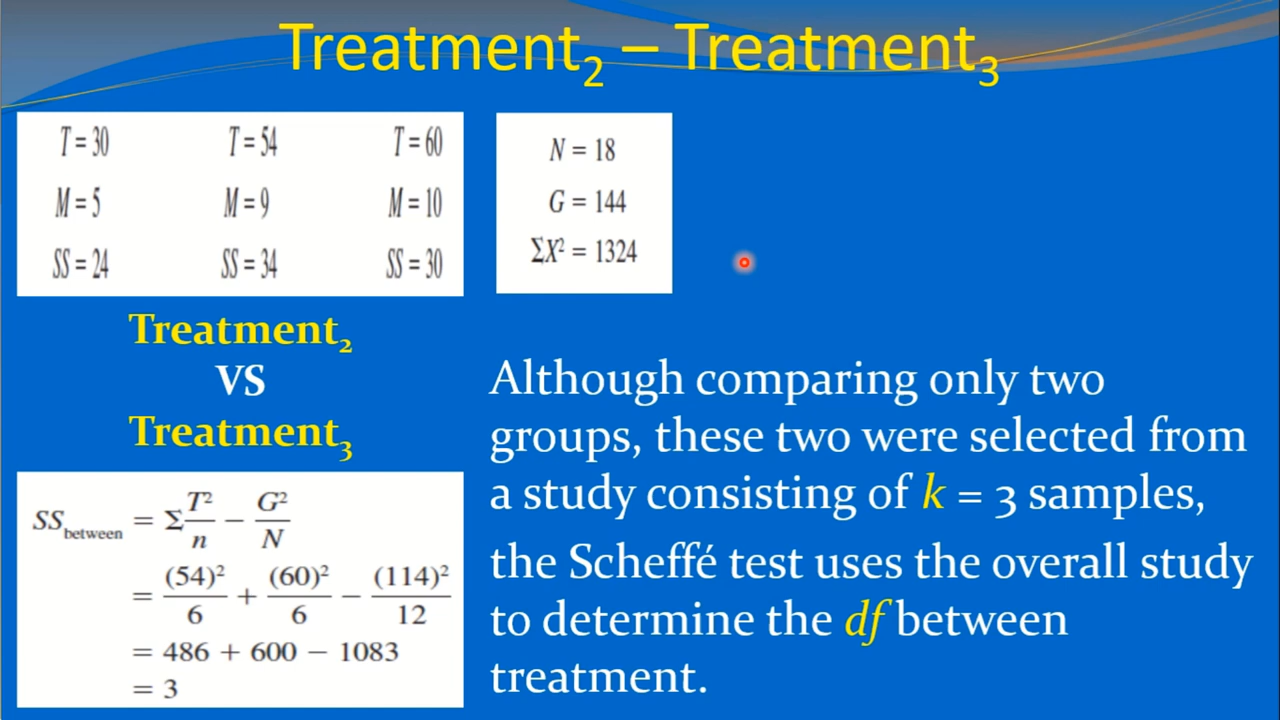 Treatment₂ – Treatment₃
T = 30 T = 54 T = 60
M = 5 M = 9 M = 10
SS = 24 SS = 34 SS = 30
N = 18
G = 144
ΣX² = 1324
Treatment₂
VS
Treatment₃
SS_between = Σ T²/n − G²/N
= (54)²/6 + (60)²/6 − (114)²/12
= 486 + 600 − 1083
= 3
Although comparing only two
groups, these two were selected from
a study consisting of k = 3 samples,
the Scheffé test uses the overall study
to determine the df between
treatment.